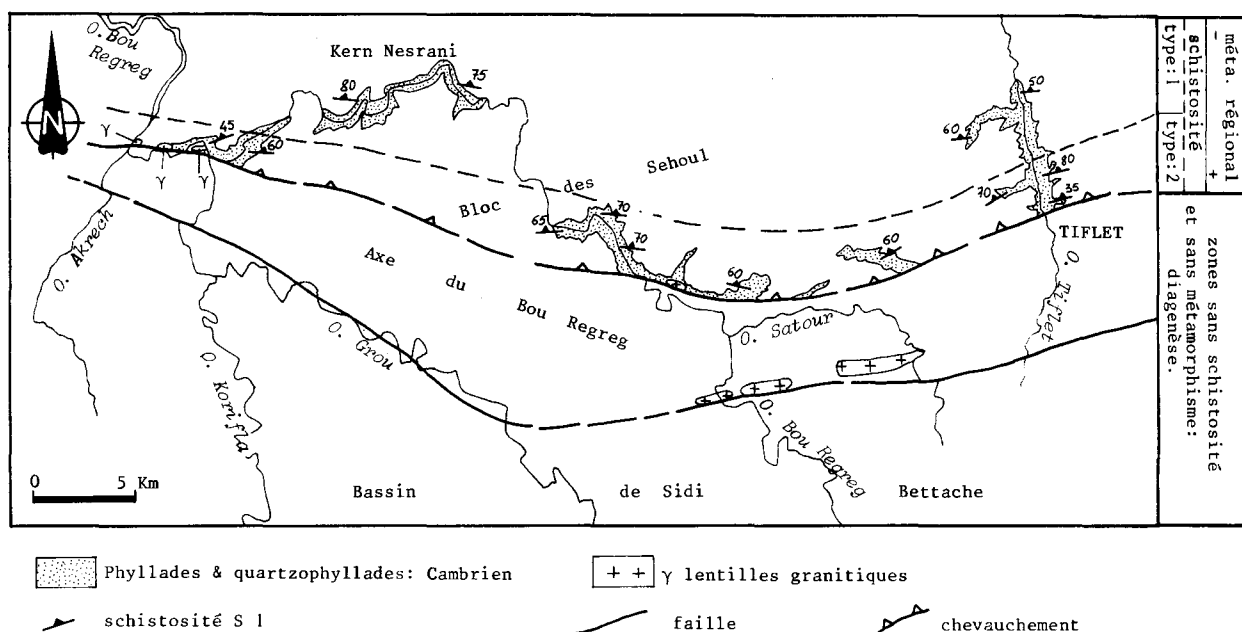 O. Bou
Regreg
Kern Nesrani
80
75
50
γ
45
60
60
N
γ
γ
80
70
35
Bloc
des
Sehoul
65
70
70
60
60
TIFLET
O. Akrech
Axe
du
Bou Regreg
O. Satour
O. Tiflet
O. Korifla
O. Grou
O. Bou
Regreg
0 5 Km
Bassin
de Sidi
Bettache
méta. régional
- +
schistosité
type:1 type:2
zones sans schistosité
et sans métamorphisme:
diagenèse.
Phyllades & quartzophyllades: Cambrien
γ lentilles granitiques
schistosité S 1
faille
chevauchement